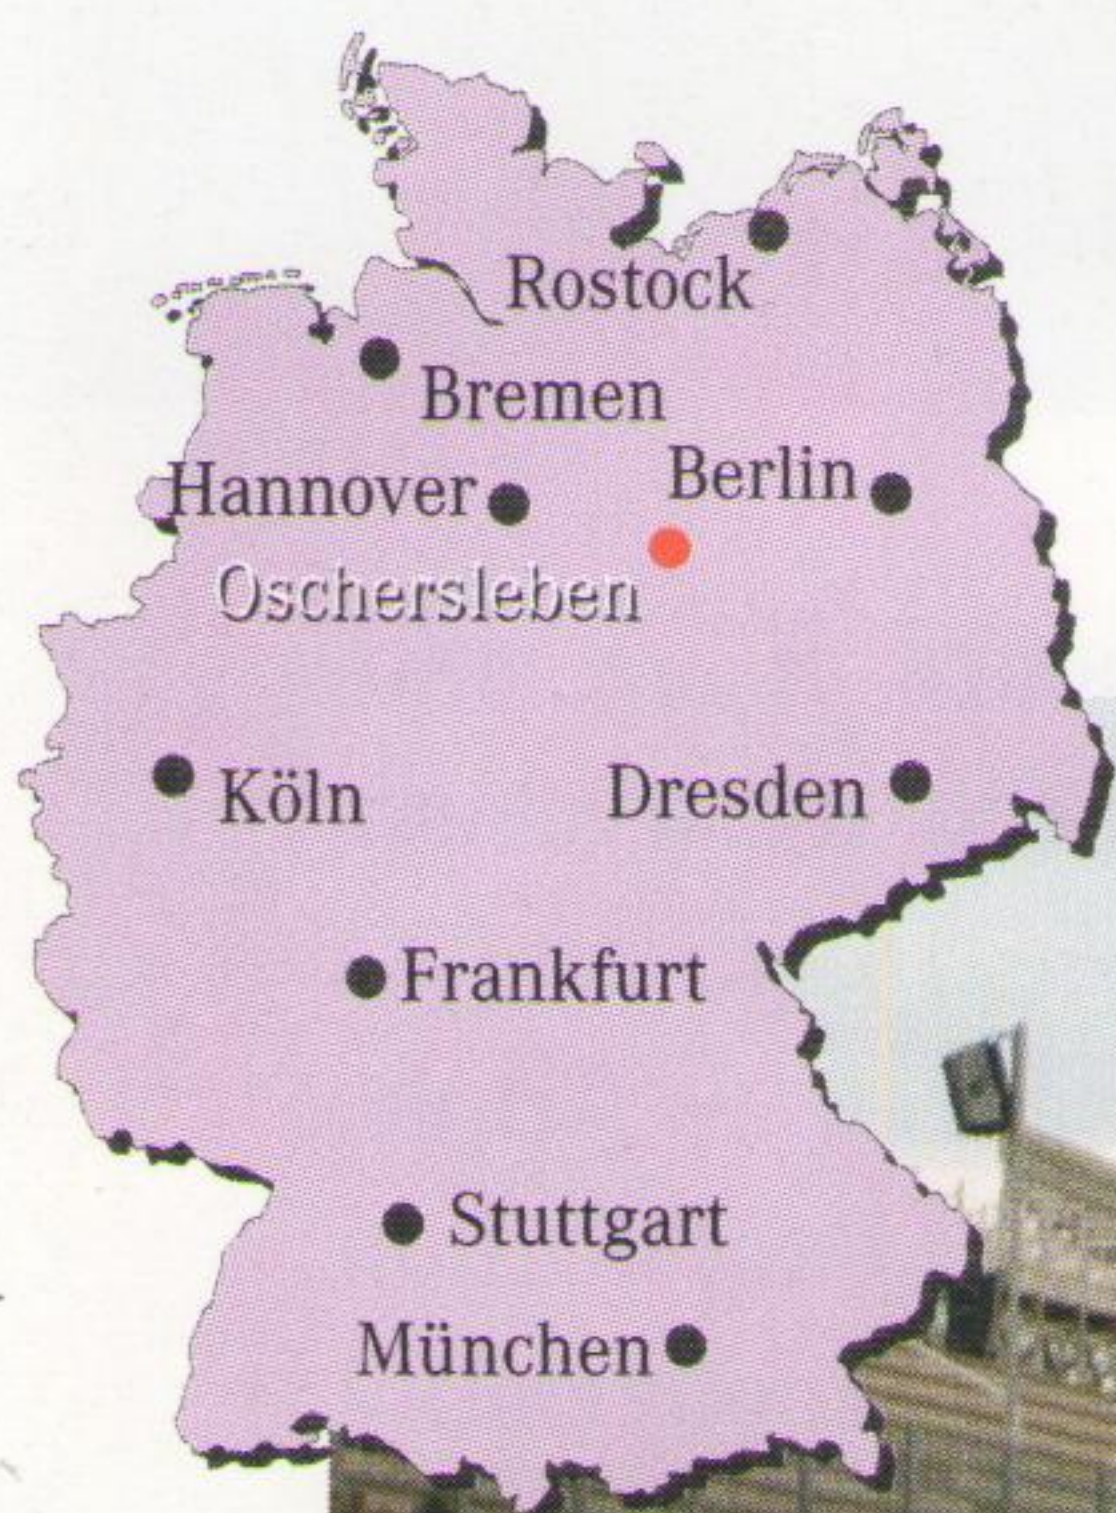 Rostock
Bremen
Berlin
Hannover
Oschersleben
Köln
Dresden
Frankfurt
Stuttgart
München